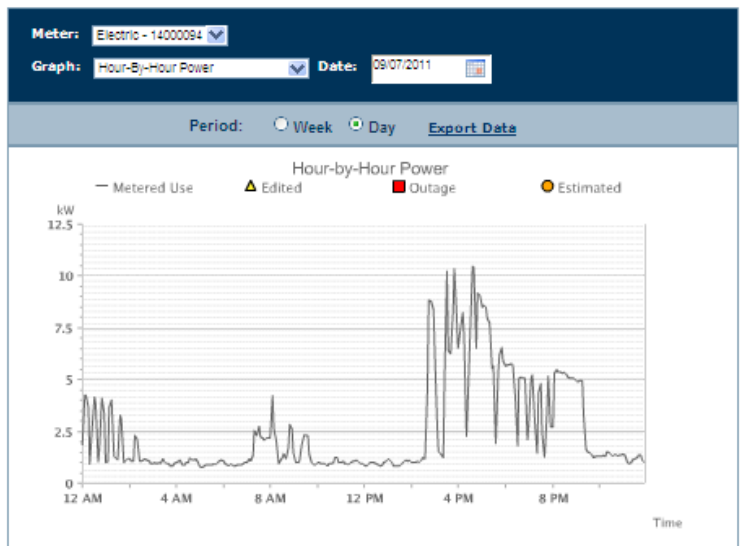 Meter: Electric - 14000094
Graph: Hour-By-Hour Power Date: 09/07/2011
Period: Week Day Export Data
Hour-by-Hour Power
Metered Use Edited Outage Estimated
kW
12.5
10
7.5
5
2.5
0
12 AM 4 AM 8 AM 12 PM 4 PM 8 PM
Time